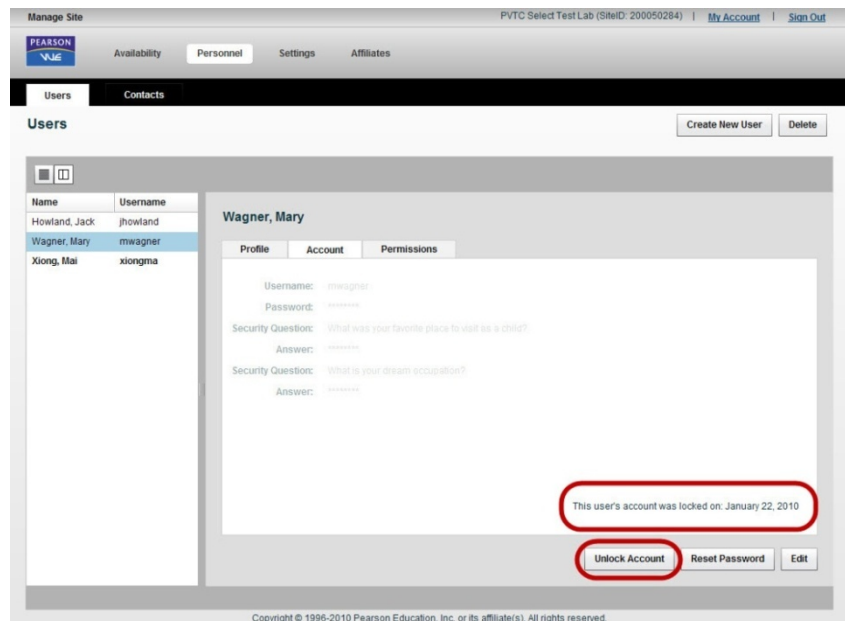 Manage Site PVTC Select Test Lab (SiteID: 200050284) | My Account | Sign Out
PEARSON
VUE
Availability Personnel Settings Affiliates
Users Contacts
Users Create New User Delete
Name Username
Howland, Jack jhowland
Wagner, Mary mwagner
Xiong, Mai xiongma
Wagner, Mary
Profile Account Permissions
Username: mwagner
Password: ********
Security Question: What was your favorite place to visit as a child?
Answer: ********
Security Question: What is your dream occupation?
Answer: ********
This user's account was locked on: January 22, 2010
Unlock Account Reset Password Edit
Copyright © 1996-2010 Pearson Education, Inc. or its affiliate(s). All rights reserved.